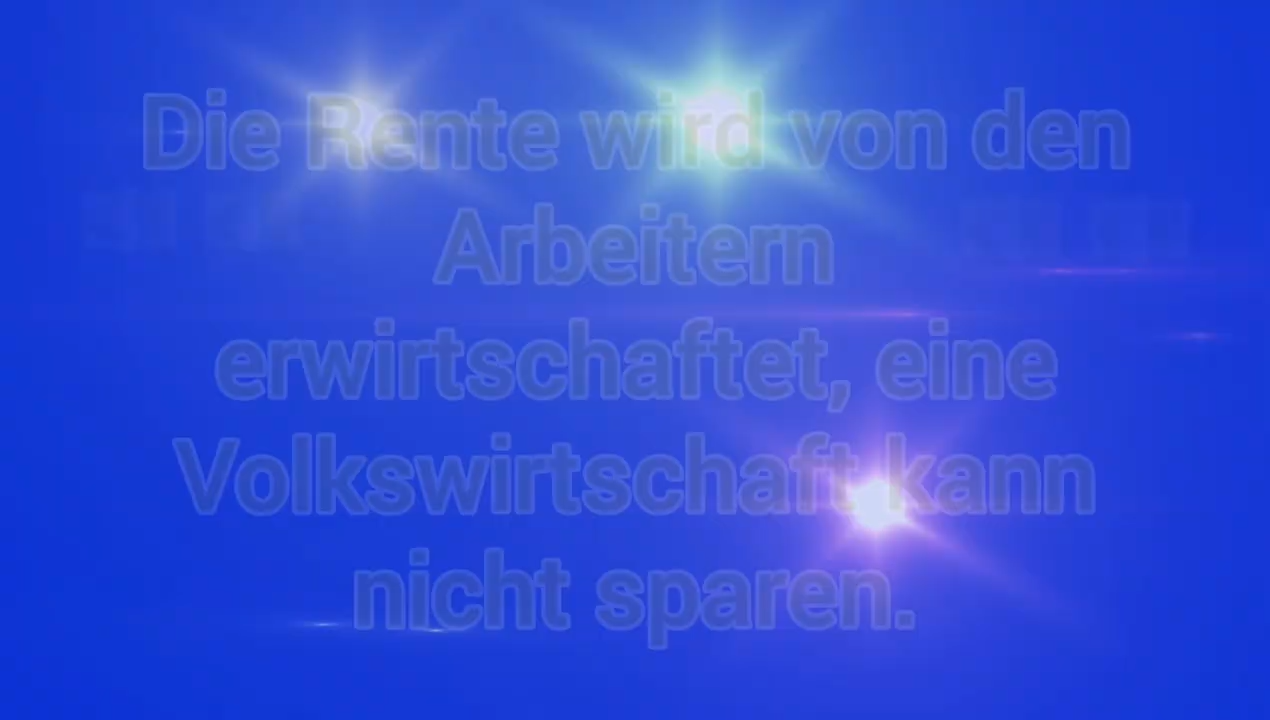 Die Rente wird von den
Arbeitern
erwirtschaftet, eine
Volkswirtschaft kann
nicht sparen.